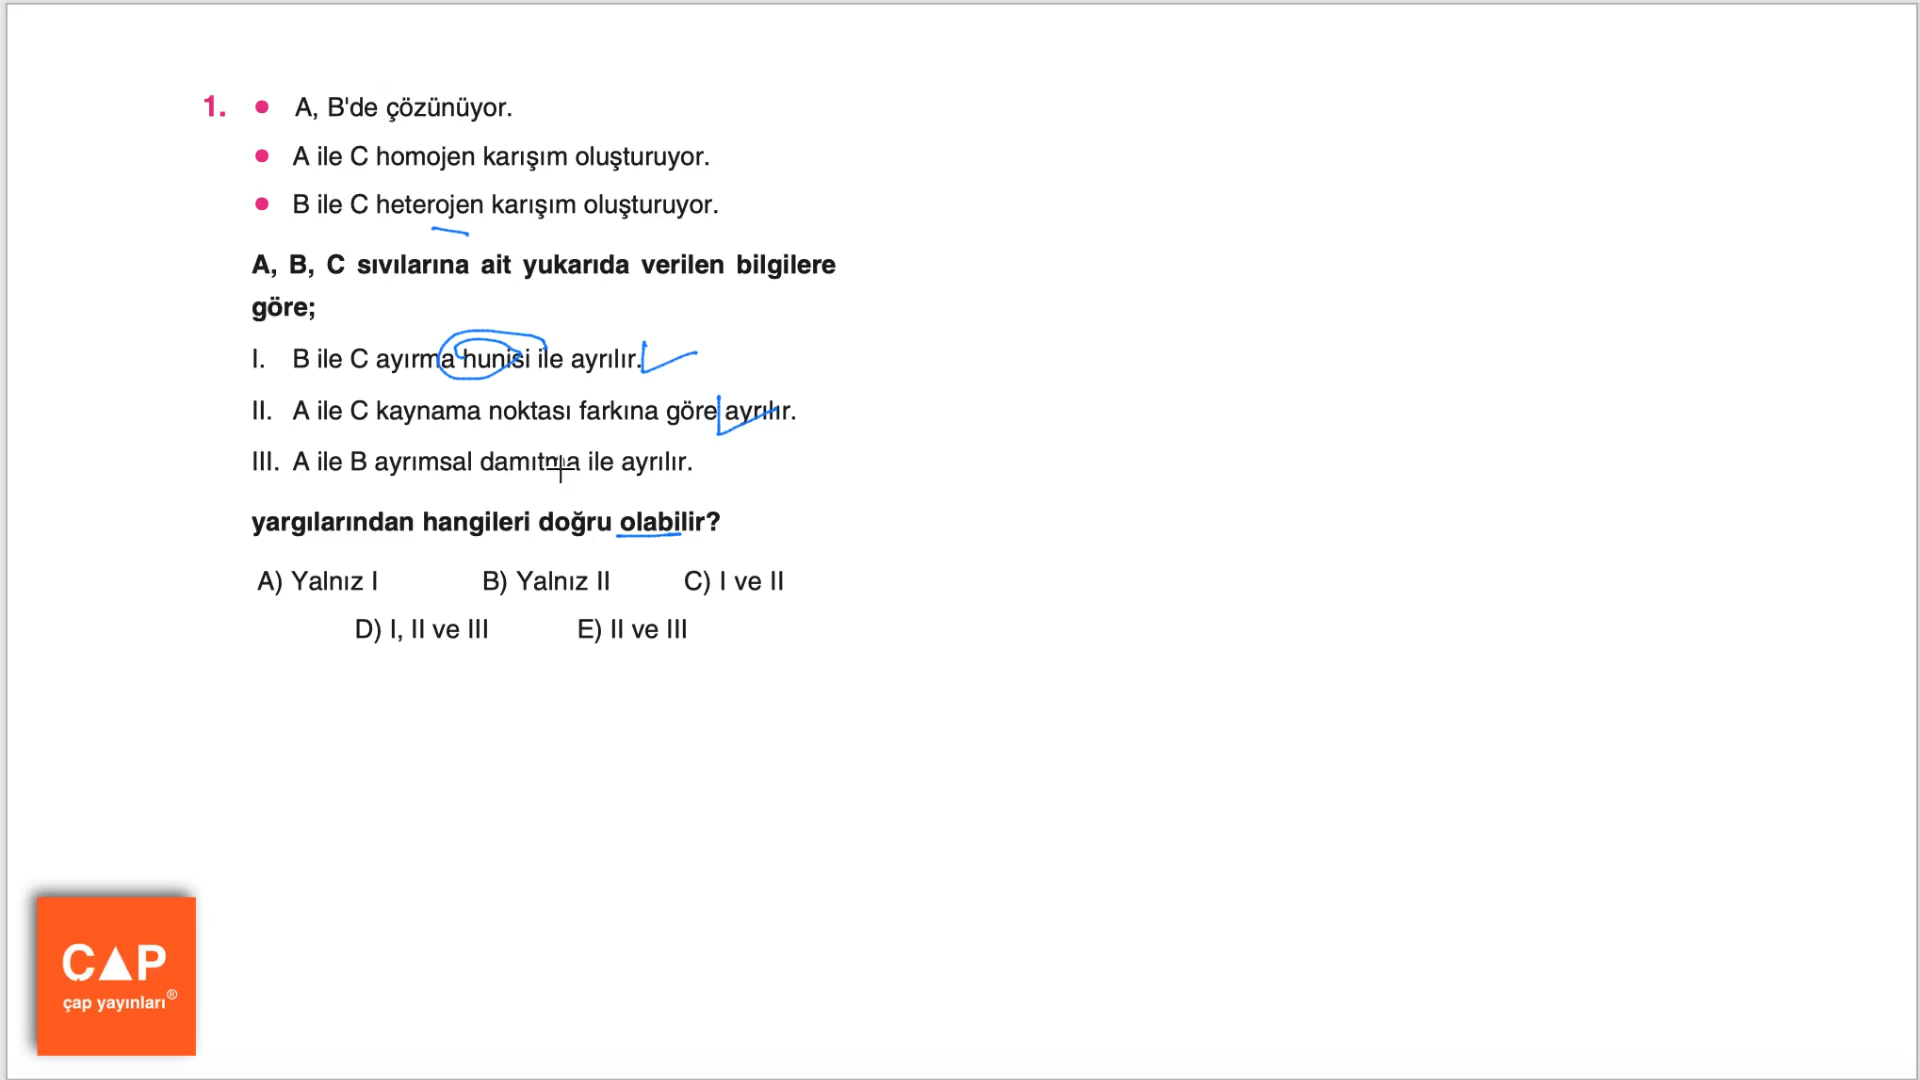 1. • A, B'de çözünüyor.
• A ile C homojen karışım oluşturuyor.
• B ile C heterojen karışım oluşturuyor.
A, B, C sıvılarına ait yukarıda verilen bilgilere
göre;
I. B ile C ayırma hunisi ile ayrılır.
II. A ile C kaynama noktası farkına göre ayrılır.
III. A ile B ayrımsal damıtma ile ayrılır.
yargılarından hangileri doğru olabilir?
A) Yalnız I B) Yalnız II C) I ve II
D) I, II ve III E) II ve III
CAP
çap yayınları®